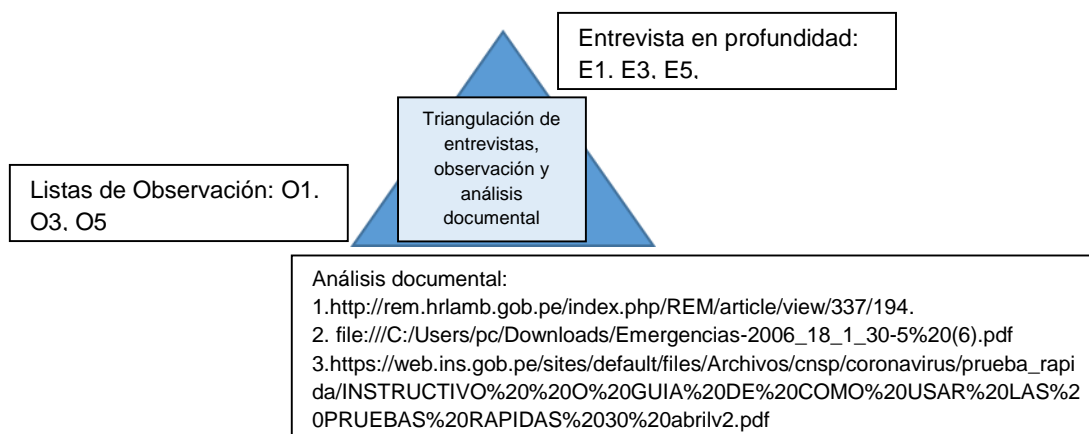 Entrevista en profundidad:
E1. E3. E5.
Triangulación de
entrevistas,
observación y
análisis
documental
Listas de Observación: O1.
O3. O5
Análisis documental:
1.http://rem.hrlamb.gob.pe/index.php/REM/article/view/337/194.
2. file:///C:/Users/pc/Downloads/Emergencias-2006_18_1_30-5%20(6).pdf
3.https://web.ins.gob.pe/sites/default/files/Archivos/cnsp/coronavirus/prueba_rapi
da/INSTRUCTIVO%20%20O%20GUIA%20DE%20COMO%20USAR%20LAS%2
0PRUEBAS%20RAPIDAS%2030%20abrilv2.pdf